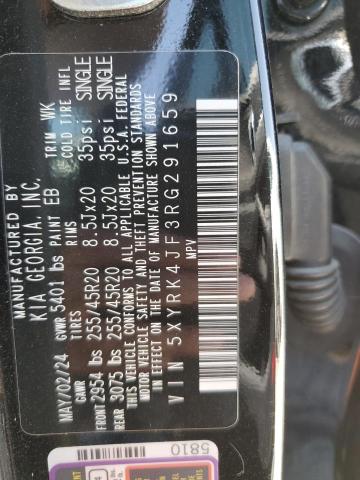 MANUFACTURED BY
KIA GEORGIA, INC.
MAY/02/24 GVWR 5401 lbs PAINT EB TRIM WK
GAWR TIRES RIMS COLD TIRE INFL
FRONT 2954 lbs 255/45R20 8.5Jx20 35psi SINGLE
REAR 3075 lbs 255/45R20 8.5Jx20 35psi SINGLE
THIS VEHICLE CONFORMS TO ALL APPLICABLE U.S.A. FEDERAL
MOTOR VEHICLE SAFETY AND THEFT PREVENTION STANDARDS
IN EFFECT ON THE DATE OF MANUFACTURE SHOWN ABOVE
VIN 5XYRK4JF3RG291659
MPV
5810